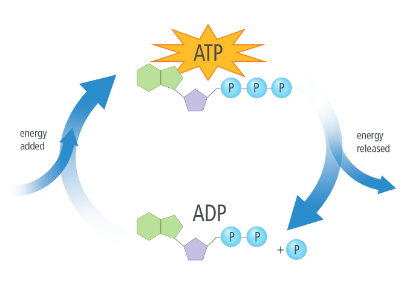 ATP
P P P
energy
added
energy
released
ADP
P P
+ P